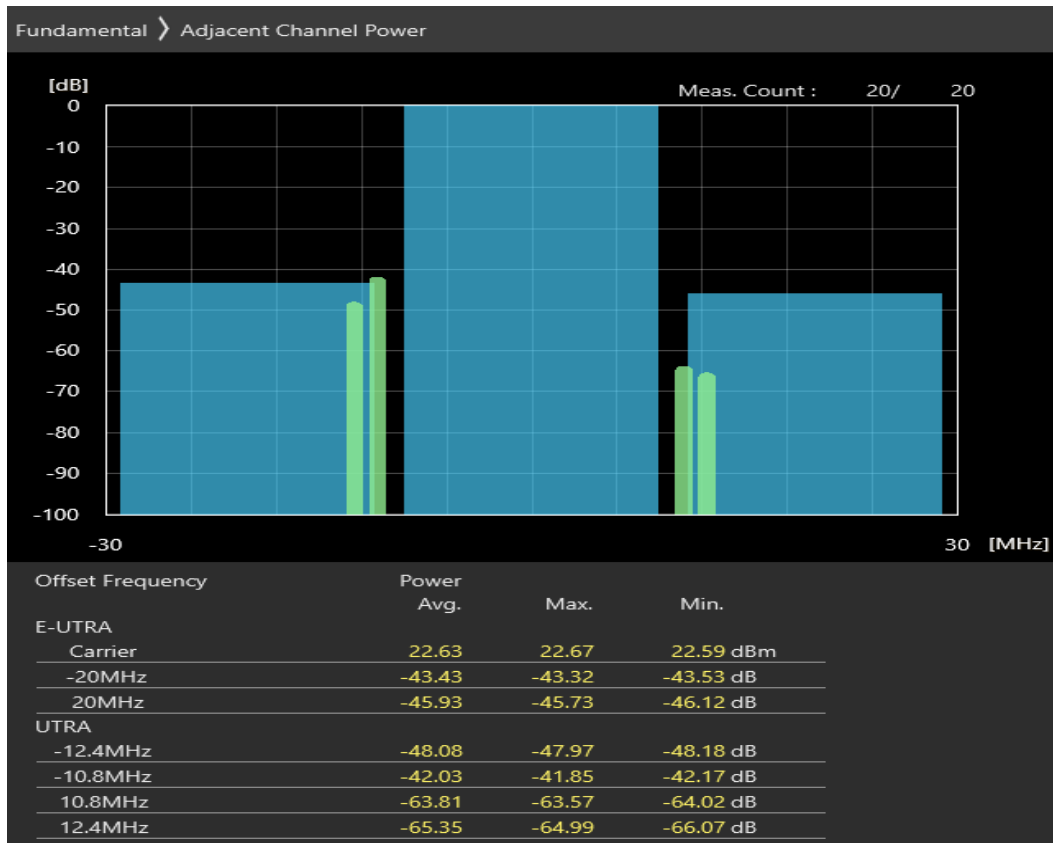 Fundamental 〉 Adjacent Channel Power
[dB]
Meas. Count : 20/ 20
0
-10
-20
-30
-40
-50
-60
-70
-80
-90
-100
-30 30 [MHz]
Offset Frequency Power
Avg. Max. Min.
E-UTRA
Carrier 22.63 22.67 22.59 dBm
-20MHz -43.43 -43.32 -43.53 dB
20MHz -45.93 -45.73 -46.12 dB
UTRA
-12.4MHz -48.08 -47.97 -48.18 dB
-10.8MHz -42.03 -41.85 -42.17 dB
10.8MHz -63.81 -63.57 -64.02 dB
12.4MHz -65.35 -64.99 -66.07 dB